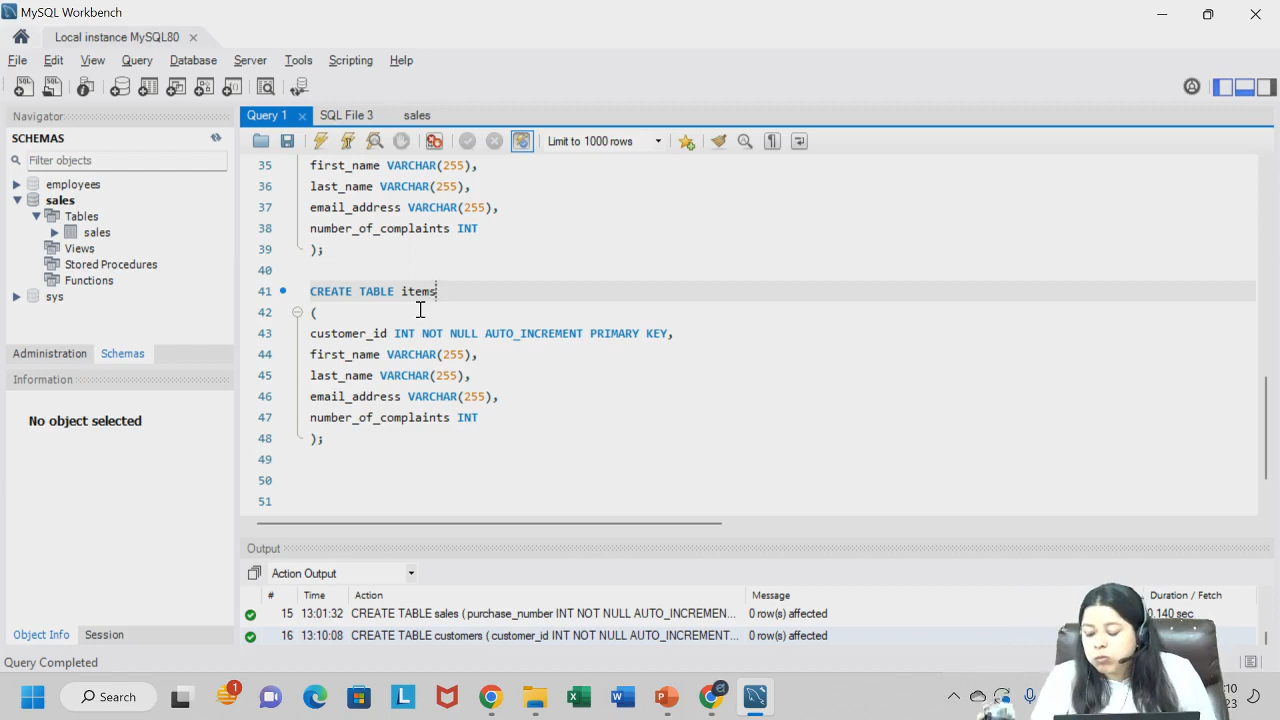 MySQL Workbench
Local instance MySQL80
File Edit View Query Database Server Tools Scripting Help
Navigator
SCHEMAS
Filter objects
employees
sales
Tables
sales
Views
Stored Procedures
Functions
sys
Administration Schemas
Information
No object selected
Object Info Session
Query Completed
Query 1 SQL File 3 sales
Limit to 1000 rows
35 first_name VARCHAR(255),
36 last_name VARCHAR(255),
37 email_address VARCHAR(255),
38 number_of_complaints INT
39 );
40
41 CREATE TABLE items
42 (
43 customer_id INT NOT NULL AUTO_INCREMENT PRIMARY KEY,
44 first_name VARCHAR(255),
45 last_name VARCHAR(255),
46 email_address VARCHAR(255),
47 number_of_complaints INT
48 );
49
50
51
Output
Action Output
# Time Action Message Duration / Fetch
15 13:01:32 CREATE TABLE sales ( purchase_number INT NOT NULL AUTO_INCREMEN... 0 row(s) affected 0.140 sec
16 13:10:08 CREATE TABLE customers ( customer_id INT NOT NULL AUTO_INCREMENT... 0 row(s) affected
Search
1